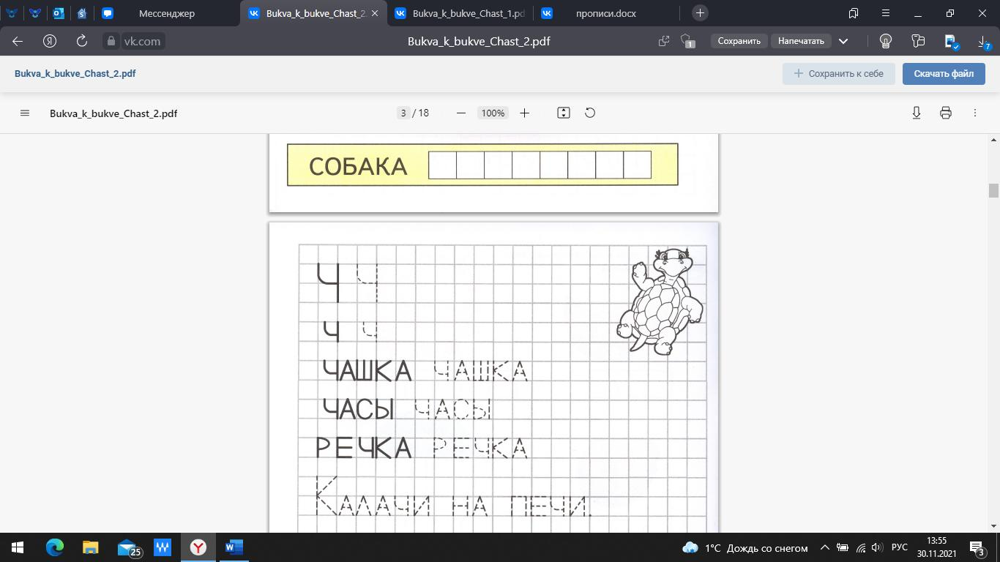 Мессенджер
Bukva_k_bukve_Chast_2.
Bukva_k_bukve_Chast_1.pd
прописи.docx
vk.com
Bukva_k_bukve_Chast_2.pdf
1
Сохранить
Напечатать
7
Bukva_k_bukve_Chast_2.pdf
+ Сохранить к себе
Скачать файл
Bukva_k_bukve_Chast_2.pdf
3 / 18
100%
СОБАКА
Ч Ч
Ч Ч
ЧАШКА ЧАШКА
ЧАСЫ ЧАСЫ
РЕЧКА РЕЧКА
КАЛАЧИ НА ПЕЧИ.
25
1°C Дождь со снегом
РУС
13:55
30.11.2021
3